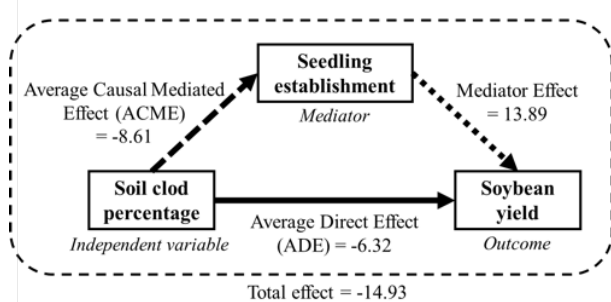 Seedling
establishment
Mediator
Average Causal Mediated
Effect (ACME)
= -8.61
Mediator Effect
= 13.89
Soil clod
percentage
Independent variable
Average Direct Effect
(ADE) = -6.32
Soybean
yield
Outcome
Total effect = -14.93